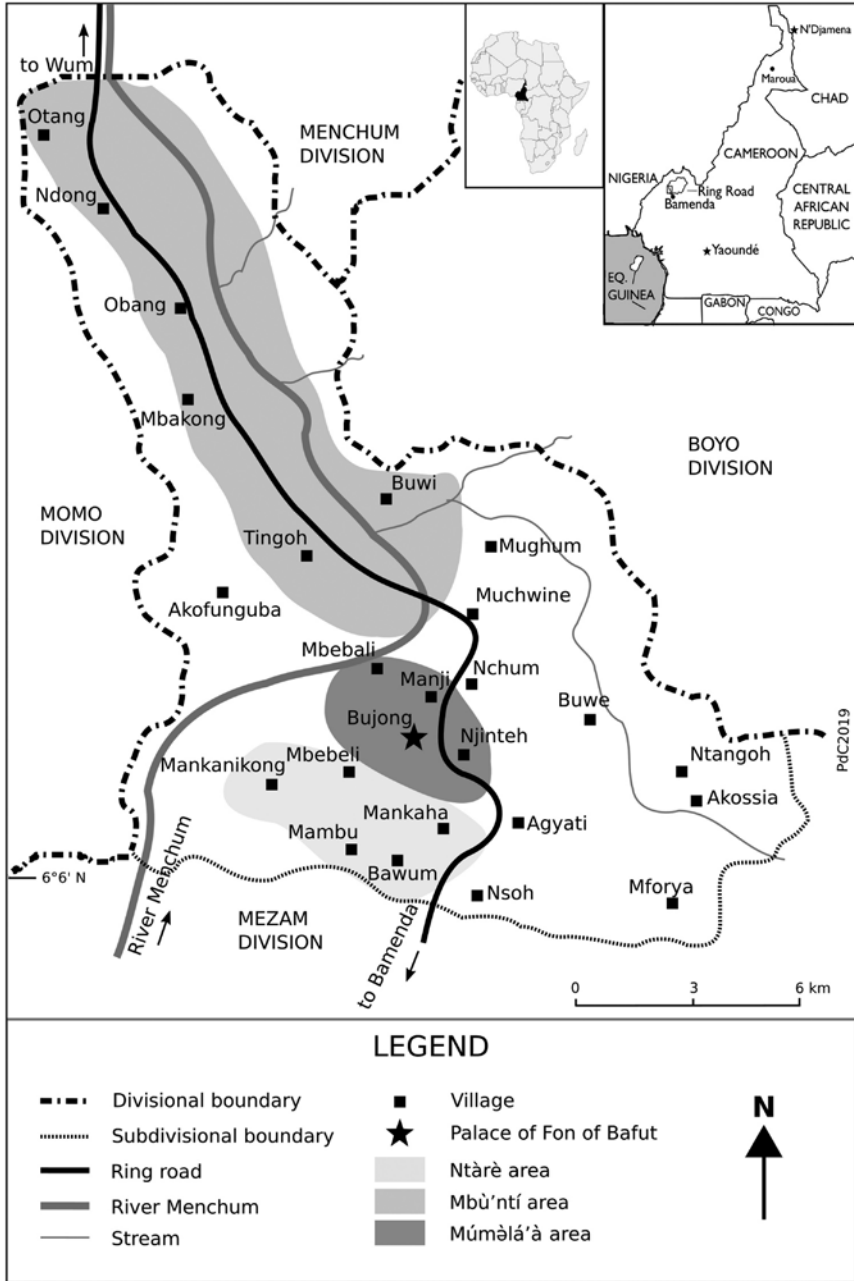 to Wum
Otang
MENCHUM
DIVISION
Ndong
Obang
Mbakong
MOMO
DIVISION
BOYO
DIVISION
Buwi
Tingoh
Mughum
Akofunguba
Muchwine
Mbebali
Nchum
Manji
Bujong
Buwe
Njinteh
Mbebeli
Mankanikong
Ntangoh
Akossia
Mankaha
Agyati
Mambu
Bawum
6°6' N
Nsoh
Mforya
River Menchum
MEZAM
DIVISION
to Bamenda
0 3 6 km
PdC2019
N'Djamena
Maroua
CHAD
CAMEROON
NIGERIA
Ring Road
Bamenda
CENTRAL
AFRICAN
REPUBLIC
Yaoundé
EQ.
GUINEA
GABON
CONGO
LEGEND
Divisional boundary
Subdivisional boundary
Ring road
River Menchum
Stream
Village
Palace of Fon of Bafut
Ntàrè area
Mbù'ntí area
Múmə̀lá'à area
N